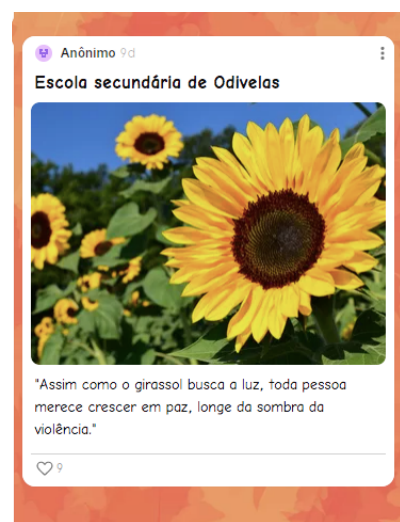 Anônimo 9d
Escola secundária de Odivelas
"Assim como o girassol busca a luz, toda pessoa
merece crescer em paz, longe da sombra da
violência."
9